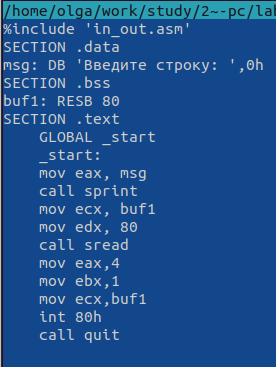 /home/olga/work/study/2~-pc/lab
%include 'in_out.asm'
SECTION .data
msg: DB 'Введите строку: ',0h
SECTION .bss
buf1: RESB 80
SECTION .text
GLOBAL _start
_start:
mov eax, msg
call sprint
mov ecx, buf1
mov edx, 80
call sread
mov eax,4
mov ebx,1
mov ecx,buf1
int 80h
call quit